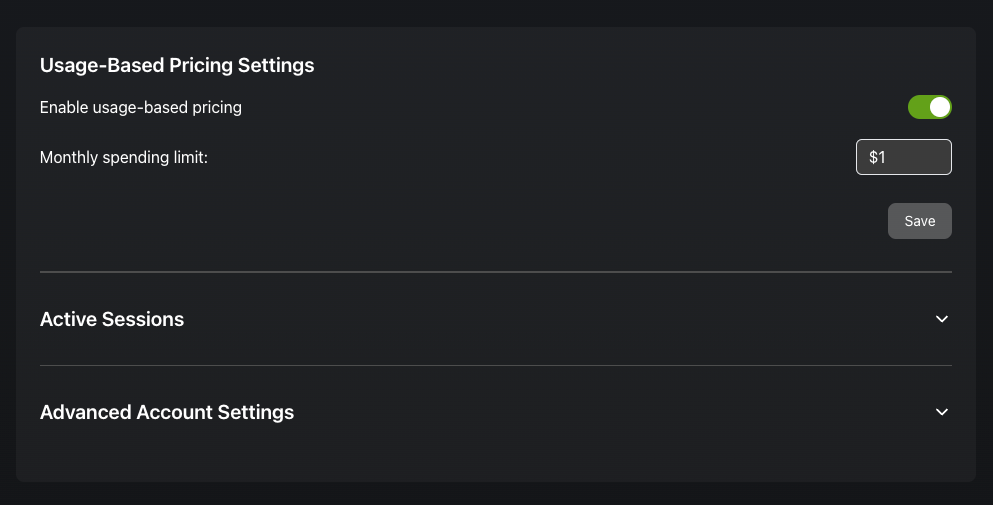 Usage-Based Pricing Settings
Enable usage-based pricing
Monthly spending limit:
$1
Save
Active Sessions
Advanced Account Settings